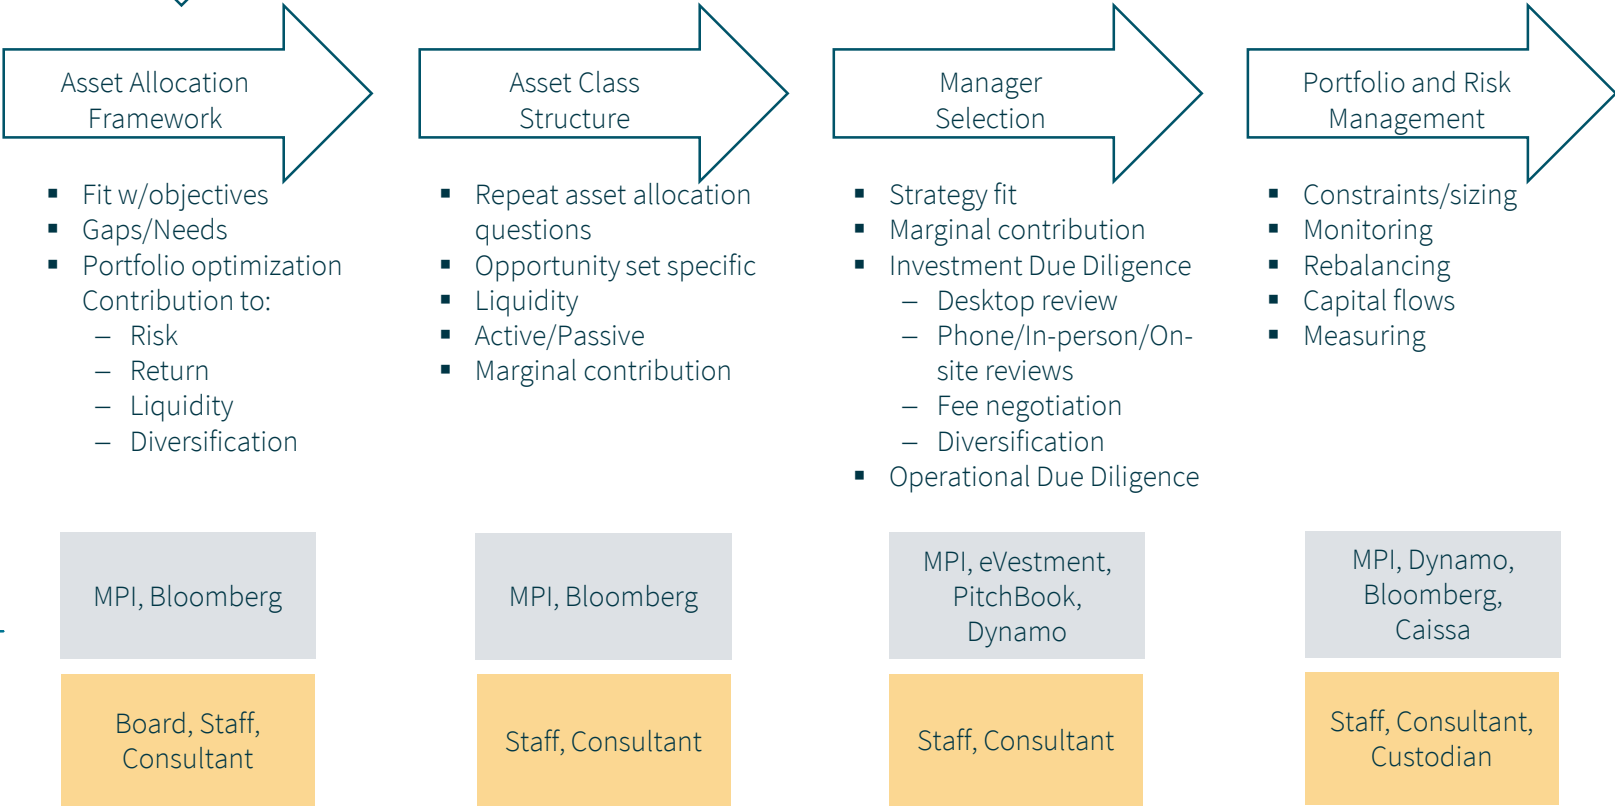 Asset Allocation
Framework
▪ Fit w/objectives
▪ Gaps/Needs
▪ Portfolio optimization
Contribution to:
– Risk
– Return
– Liquidity
– Diversification
MPI, Bloomberg
Board, Staff,
Consultant
Asset Class
Structure
▪ Repeat asset allocation
questions
▪ Opportunity set specific
▪ Liquidity
▪ Active/Passive
▪ Marginal contribution
MPI, Bloomberg
Staff, Consultant
Manager
Selection
▪ Strategy fit
▪ Marginal contribution
▪ Investment Due Diligence
– Desktop review
– Phone/In-person/On-
site reviews
– Fee negotiation
– Diversification
▪ Operational Due Diligence
MPI, eVestment,
PitchBook,
Dynamo
Staff, Consultant
Portfolio and Risk
Management
▪ Constraints/sizing
▪ Monitoring
▪ Rebalancing
▪ Capital flows
▪ Measuring
MPI, Dynamo,
Bloomberg,
Caissa
Staff, Consultant,
Custodian